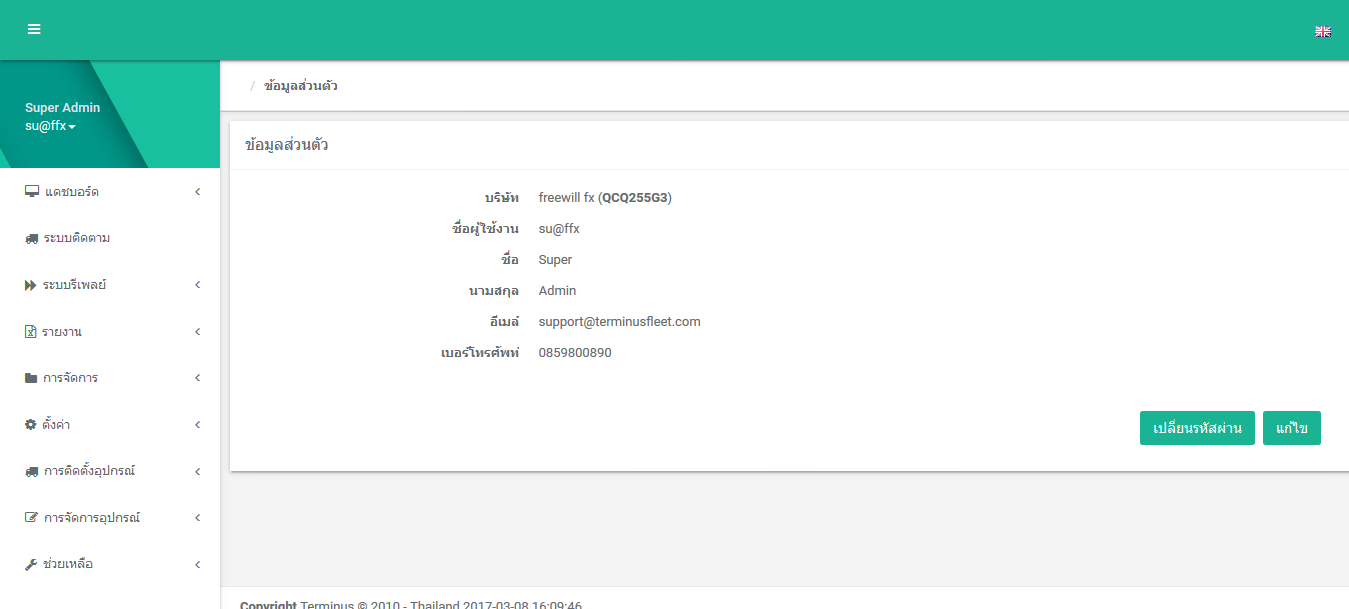 Super Admin
su@ffx
แดชบอร์ด
ระบบติดตาม
ระบบรีเพลย์
รายงาน
การจัดการ
ตั้งค่า
การติดตั้งอุปกรณ์
การจัดการอุปกรณ์
ช่วยเหลือ
/ ข้อมูลส่วนตัว
ข้อมูลส่วนตัว
บริษัท freewill fx (QCQ255G3)
ชื่อผู้ใช้งาน su@ffx
ชื่อ Super
นามสกุล Admin
อีเมล์ support@terminusfleet.com
เบอร์โทรศัพท์ 0859800890
เปลี่ยนรหัสผ่าน แก้ไข
Copyright Terminus © 2010 - Thailand 2017-03-08 16:09:46